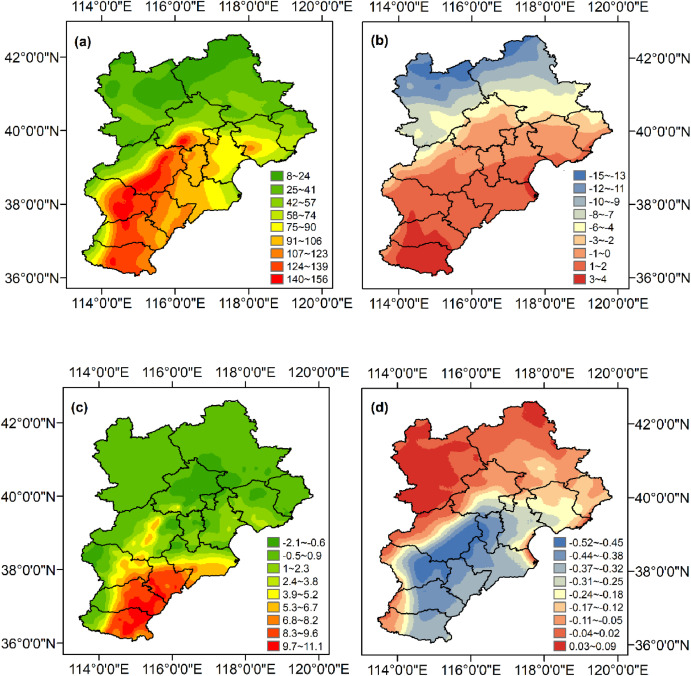 114°0'0"E 116°0'0"E 118°0'0"E 120°0'0"E
(a)
42°0'0"N
40°0'0"N
38°0'0"N
36°0'0"N
8~24
25~41
42~57
58~74
75~90
91~106
107~123
124~139
140~156
114°0'0"E 116°0'0"E 118°0'0"E 120°0'0"E
114°0'0"E 116°0'0"E 118°0'0"E 120°0'0"E
(b)
42°0'0"N
40°0'0"N
38°0'0"N
36°0'0"N
-15~-13
-12~-11
-10~-9
-8~-7
-6~-4
-3~-2
-1~0
1~2
3~4
114°0'0"E 116°0'0"E 118°0'0"E 120°0'0"E
114°0'0"E 116°0'0"E 118°0'0"E 120°0'0"E
(c)
42°0'0"N
40°0'0"N
38°0'0"N
36°0'0"N
-2.1~-0.6
-0.5~0.9
1~2.3
2.4~3.8
3.9~5.2
5.3~6.7
6.8~8.2
8.3~9.6
9.7~11.1
114°0'0"E 116°0'0"E 118°0'0"E 120°0'0"E
114°0'0"E 116°0'0"E 118°0'0"E 120°0'0"E
(d)
42°0'0"N
40°0'0"N
38°0'0"N
36°0'0"N
-0.52~-0.45
-0.44~-0.38
-0.37~-0.32
-0.31~-0.25
-0.24~-0.18
-0.17~-0.12
-0.11~-0.05
-0.04~0.02
0.03~0.09
114°0'0"E 116°0'0"E 118°0'0"E 120°0'0"E